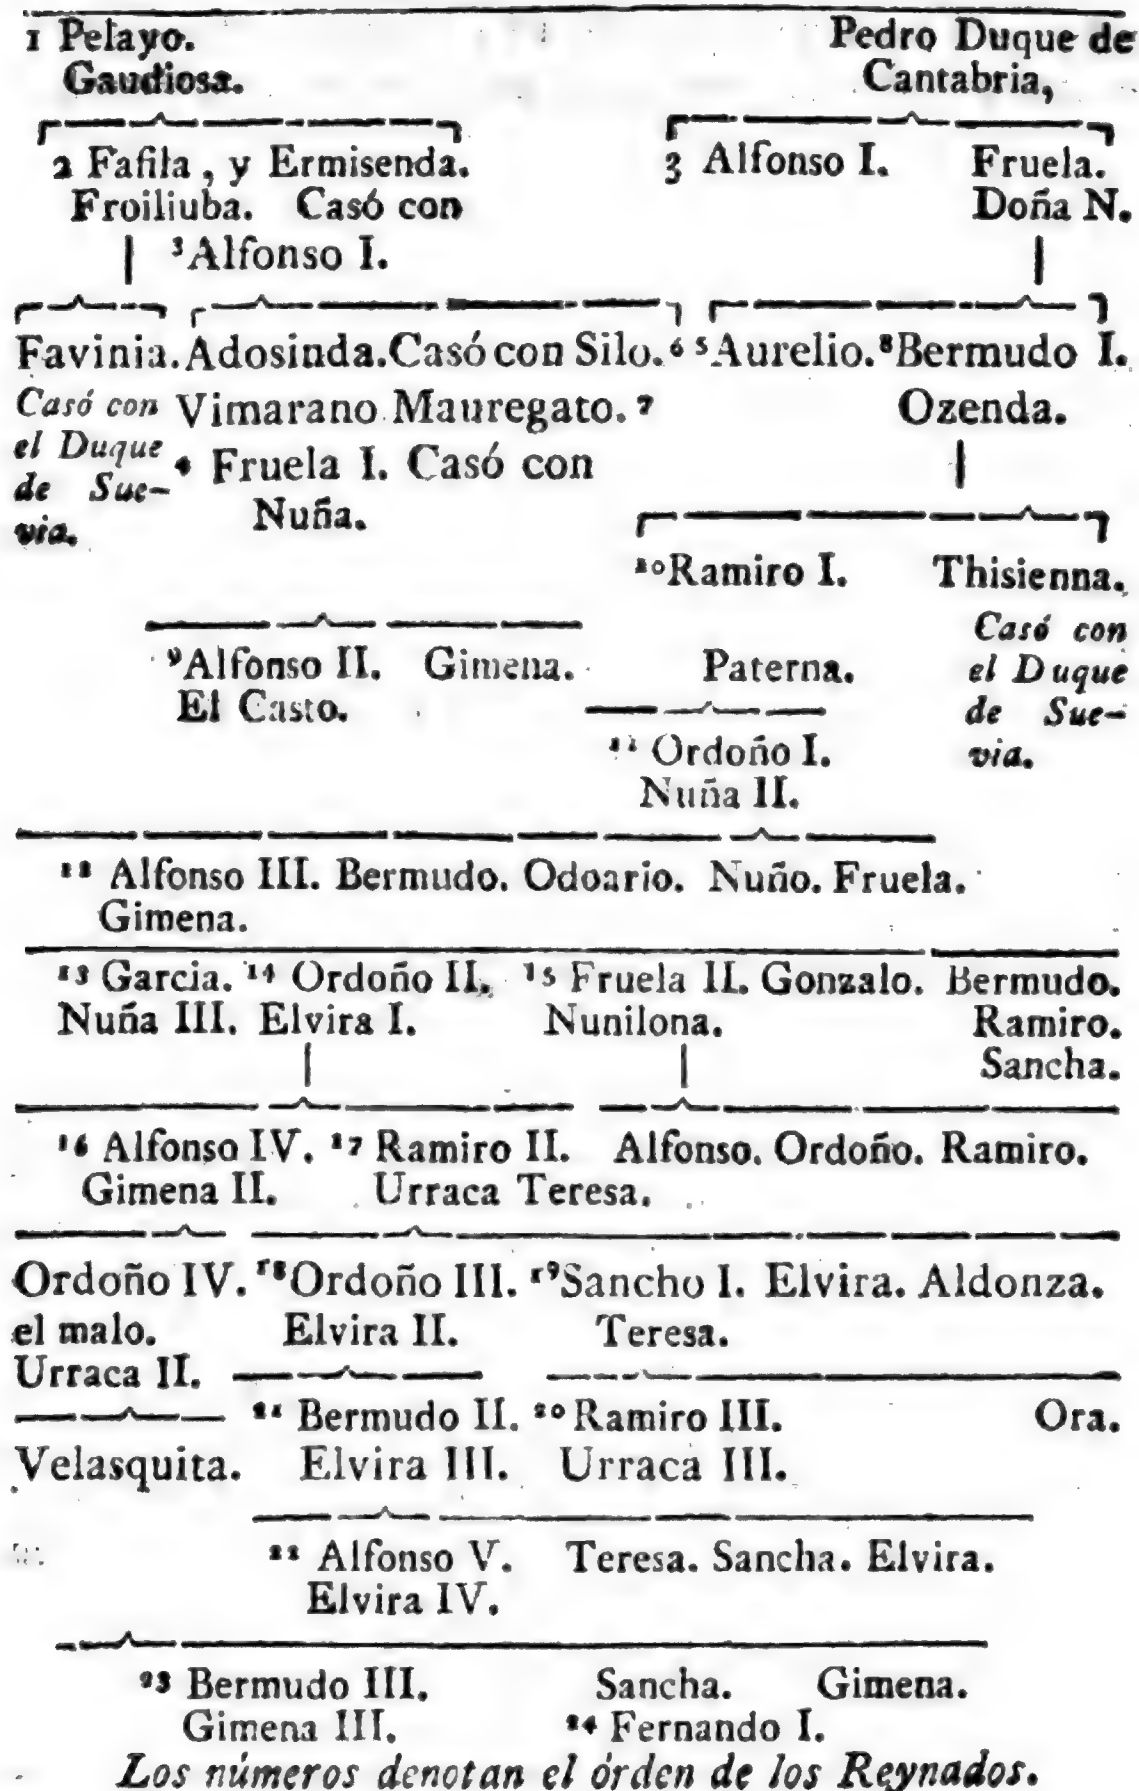 1 Pelayo. Pedro Duque de
Gaudiosa. Cantabria,
2 Fafila, y Ermisenda. 3 Alfonso I. Fruela.
Froiliuba. Casó con Doña N.
3 Alfonso I.
Favinia. Adosinda. Casó con Silo. 6 5 Aurelio. 8 Bermudo I.
Casó con Vimarano Mauregato. 7 Ozenda.
el Duque 4 Fruela I. Casó con
de Sue- Nuña.
via.
10 Ramiro I. Thisienna.
Casó con
9 Alfonso II. Gimena. Paterna. el Duque
El Casto. de Sue-
11 Ordoño I. via.
Nuña II.
12 Alfonso III. Bermudo. Odoario. Nuño. Fruela.
Gimena.
13 Garcia. 14 Ordoño II. 15 Fruela II. Gonzalo. Bermudo.
Nuña III. Elvira I. Nunilona. Ramiro.
Sancha.
16 Alfonso IV. 17 Ramiro II. Alfonso. Ordoño. Ramiro.
Gimena II. Urraca Teresa.
Ordoño IV. 18 Ordoño III. 19 Sancho I. Elvira. Aldonza.
el malo. Elvira II. Teresa.
Urraca II.
21 Bermudo II. 20 Ramiro III. Ora.
Velasquita. Elvira III. Urraca III.
22 Alfonso V. Teresa. Sancha. Elvira.
Elvira IV.
23 Bermudo III. Sancha. Gimena.
Gimena III. 24 Fernando I.
Los números denotan el órden de los Reynados.